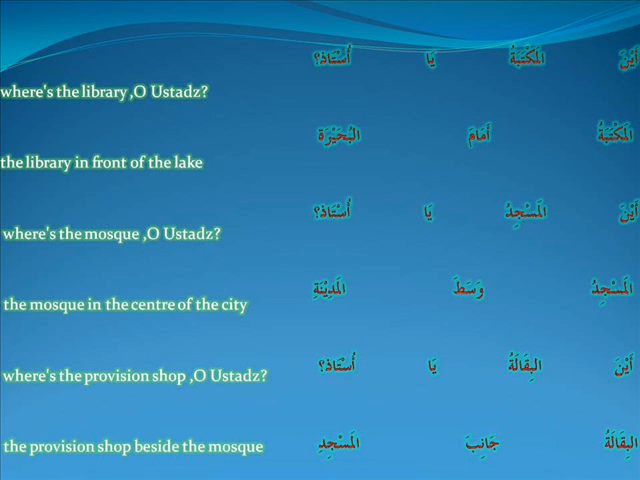 أَيْنَ المَكْتَبَةُ يَا أُسْتَاذ؟
where's the library ,O Ustadz?
المَكْتَبَةُ أَمَامَ البُحَيْرَة
the library in front of the lake
أَيْنَ المَسْجِدُ يَا أُسْتَاذ؟
where's the mosque ,O Ustadz?
المَسْجِدُ وَسَطَ المَدِيْنَةِ
the mosque in the centre of the city
أَيْنَ البِقَالَةُ يَا أُسْتَاذ؟
where's the provision shop ,O Ustadz?
البِقَالَةُ جَانِبَ المَسْجِدِ
the provision shop beside the mosque